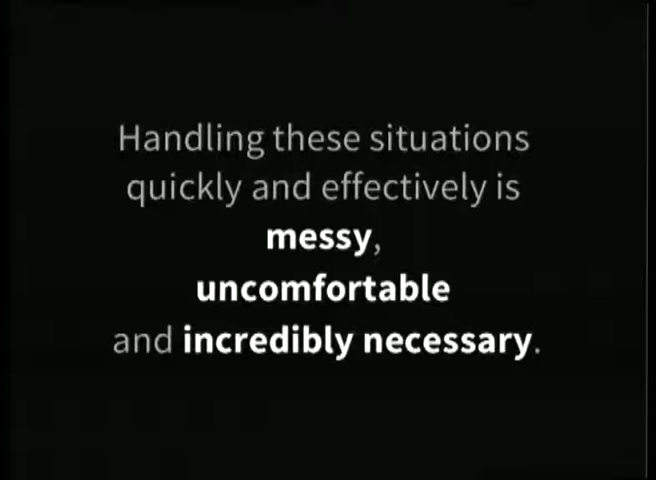 Handling these situations
quickly and effectively is
messy,
uncomfortable
and incredibly necessary.